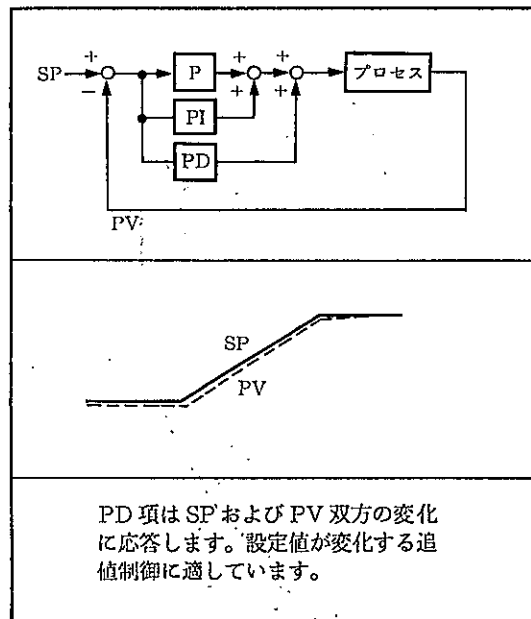 SP + − P + + + + プロセス
PI
PD
PV
SP
PV
PD 項は SP および PV 双方の変化
に応答します。設定値が変化する追
値制御に適しています。